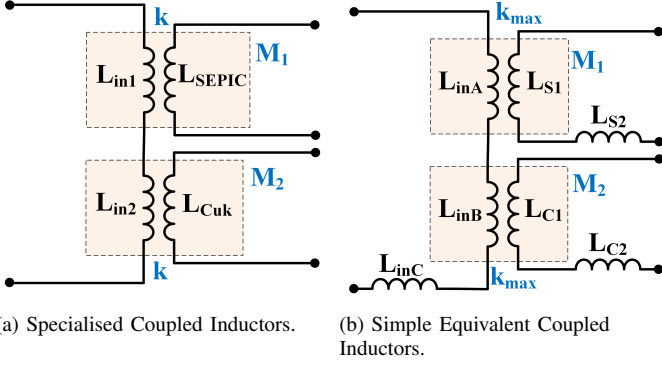 k
k_max
M_1
M_1
L_in1
L_SEPIC
L_inA
L_S1
L_S2
M_2
M_2
L_in2
L_Cuk
L_inB
L_C1
L_C2
L_inC
k
k_max
a) Specialised Coupled Inductors.
(b) Simple Equivalent Coupled
Inductors.